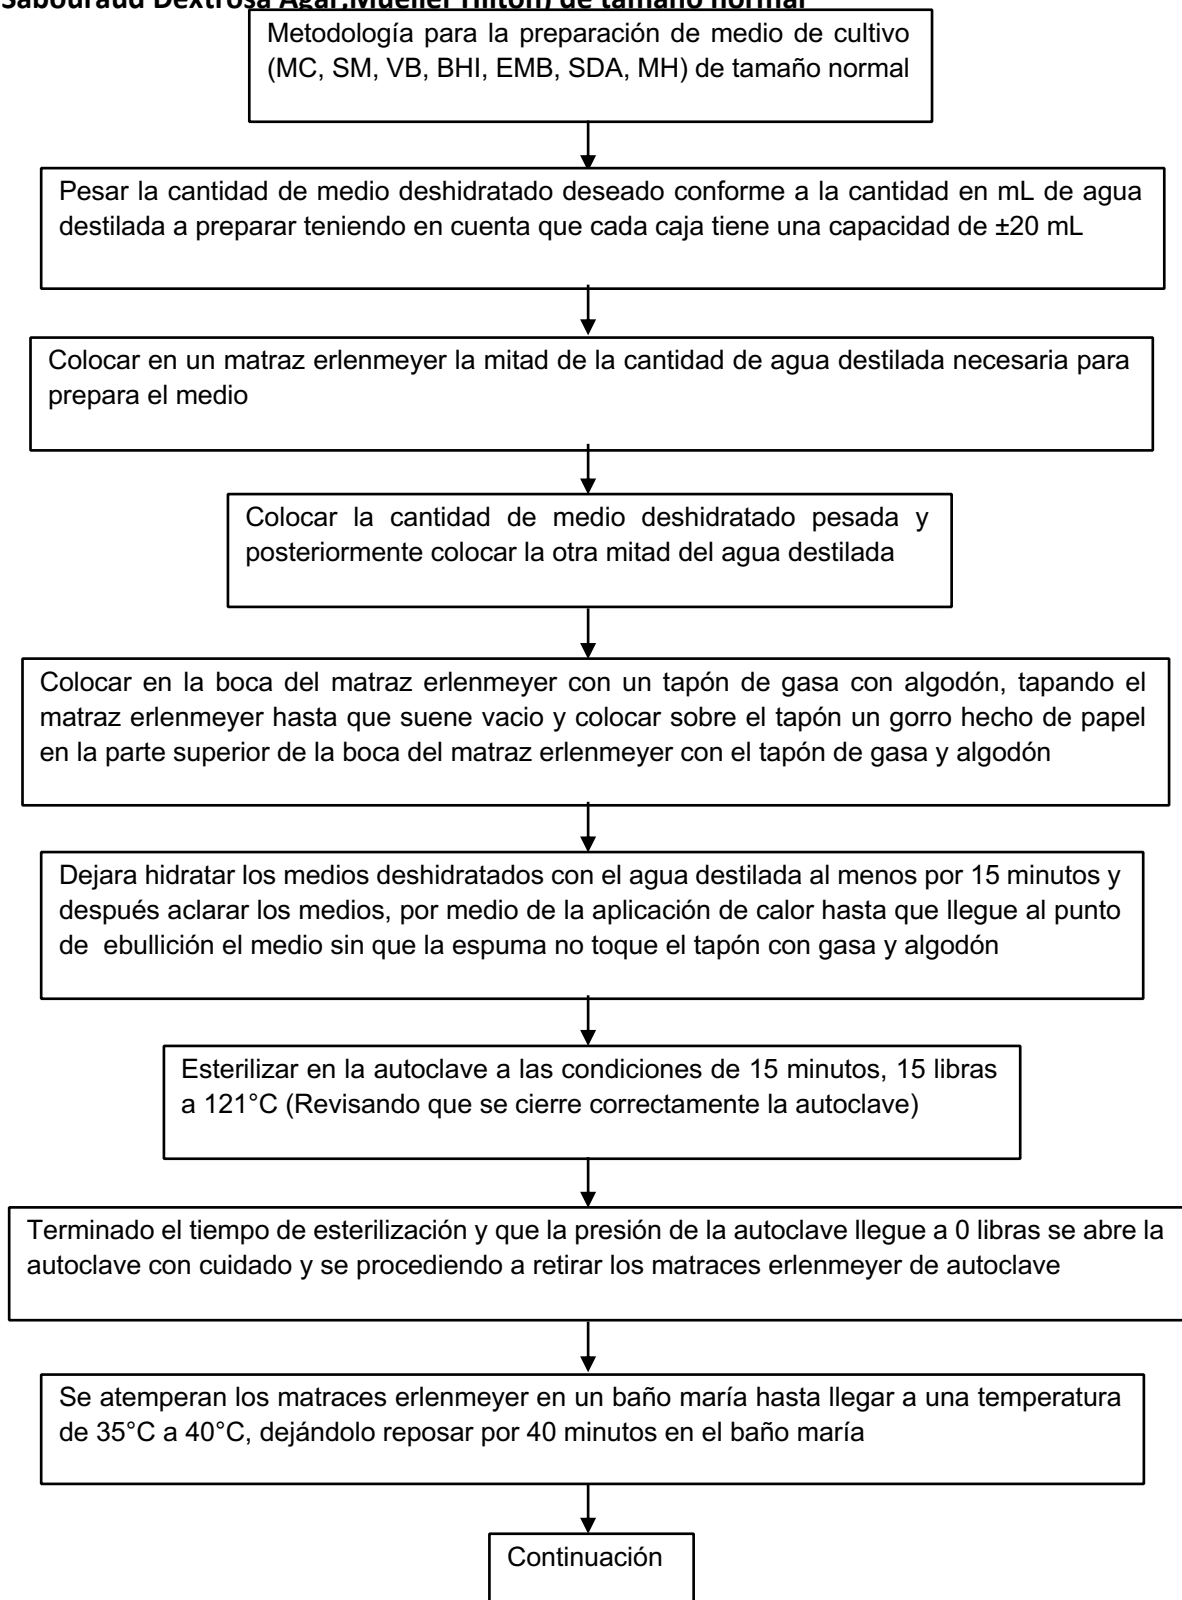 Sabouraud Dextrosa Agar,Mueller Hilton) de tamaño normal
Metodología para la preparación de medio de cultivo
(MC, SM, VB, BHI, EMB, SDA, MH) de tamaño normal
Pesar la cantidad de medio deshidratado deseado conforme a la cantidad en mL de agua
destilada a preparar teniendo en cuenta que cada caja tiene una capacidad de ±20 mL
Colocar en un matraz erlenmeyer la mitad de la cantidad de agua destilada necesaria para
prepara el medio
Colocar la cantidad de medio deshidratado pesada y
posteriormente colocar la otra mitad del agua destilada
Colocar en la boca del matraz erlenmeyer con un tapón de gasa con algodón, tapando el
matraz erlenmeyer hasta que suene vacio y colocar sobre el tapón un gorro hecho de papel
en la parte superior de la boca del matraz erlenmeyer con el tapón de gasa y algodón
Dejara hidratar los medios deshidratados con el agua destilada al menos por 15 minutos y
después aclarar los medios, por medio de la aplicación de calor hasta que llegue al punto
de ebullición el medio sin que la espuma no toque el tapón con gasa y algodón
Esterilizar en la autoclave a las condiciones de 15 minutos, 15 libras
a 121°C (Revisando que se cierre correctamente la autoclave)
Terminado el tiempo de esterilización y que la presión de la autoclave llegue a 0 libras se abre la
autoclave con cuidado y se procediendo a retirar los matraces erlenmeyer de autoclave
Se atemperan los matraces erlenmeyer en un baño maría hasta llegar a una temperatura
de 35°C a 40°C, dejándolo reposar por 40 minutos en el baño maría
Continuación